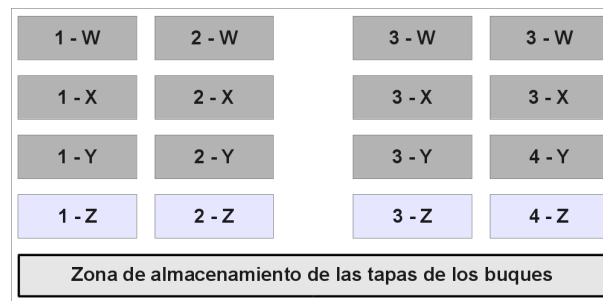 1 - W 2 - W 3 - W 3 - W
1 - X 2 - X 3 - X 3 - X
1 - Y 2 - Y 3 - Y 4 - Y
1 - Z 2 - Z 3 - Z 4 - Z
Zona de almacenamiento de las tapas de los buques